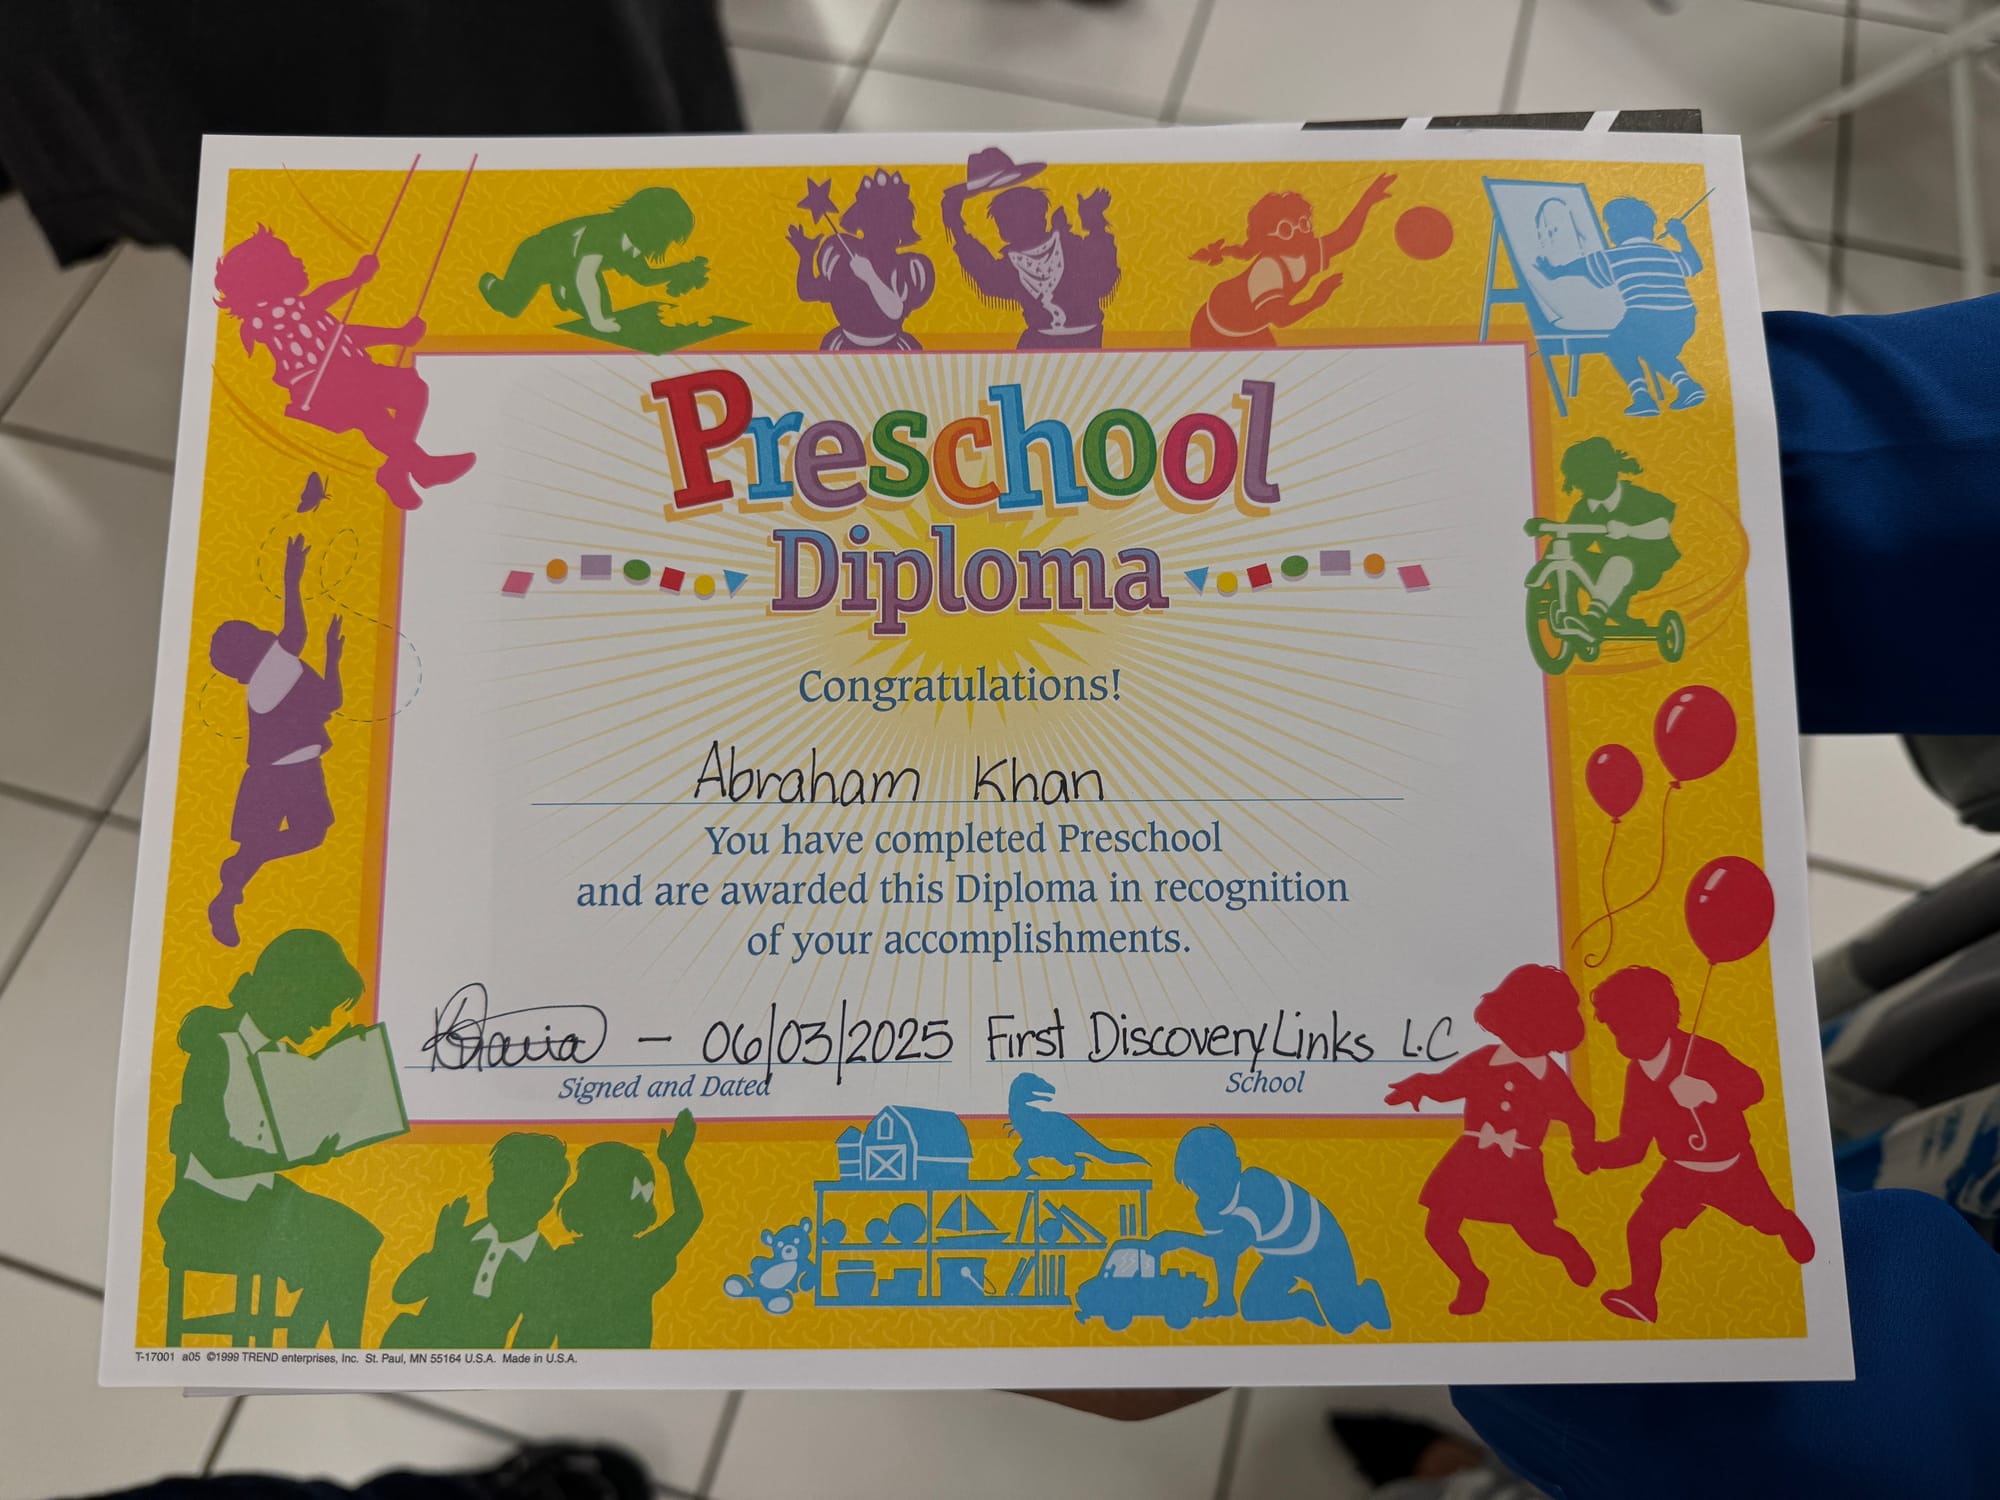 Preschool
Diploma
Congratulations!
Abraham Khan
You have completed Preschool
and are awarded this Diploma in recognition
of your accomplishments.
– 06/03/2025 First Discovery Links L.C
Signed and Dated School
T-17001 a05 ©1999 TREND enterprises, Inc. St. Paul, MN 55164 U.S.A. Made in U.S.A.